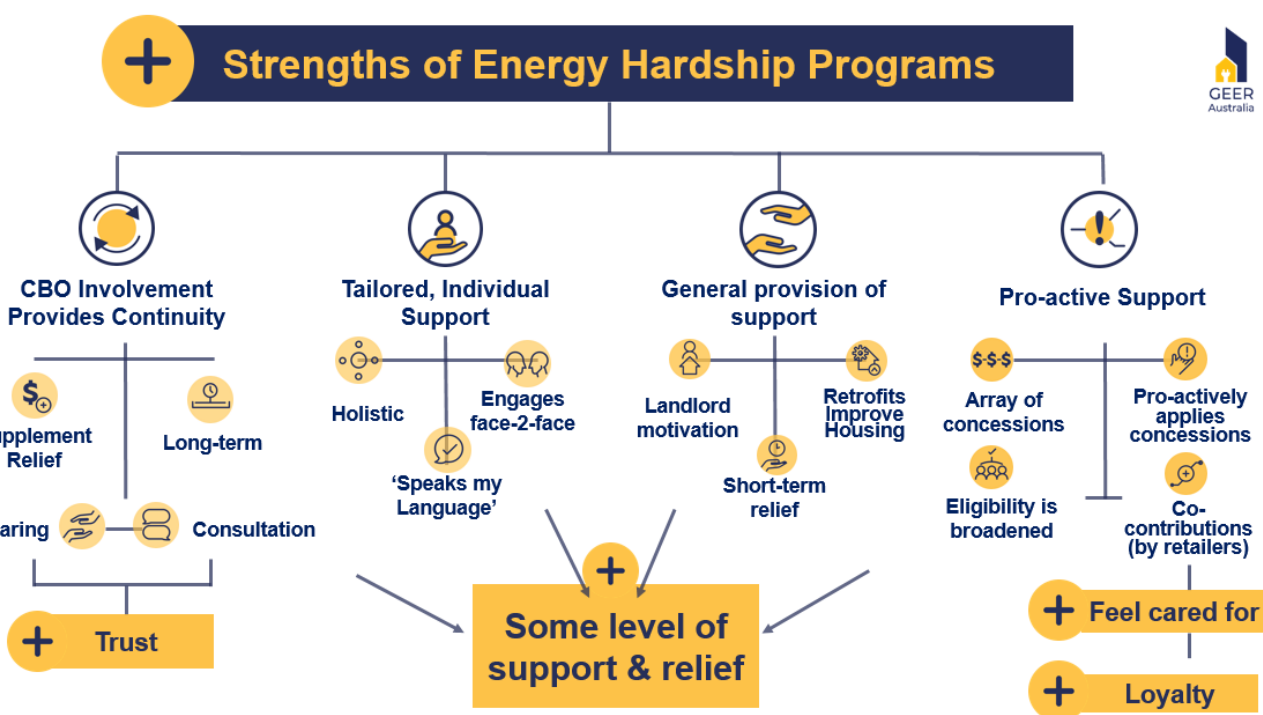 Strengths of Energy Hardship Programs
GEER
Australia
CBO Involvement
Provides Continuity
Tailored, Individual
Support
General provision of
support
Pro-active Support
$
upplement
Relief
Long-term
Holistic
Engages
face-2-face
‘Speaks my
Language’
Landlord
motivation
Retrofits
Improve
Housing
Short-term
relief
$-$-$
Array of
concessions
Pro-actively
applies
concessions
Eligibility is
broadened
Co-
contributions
(by retailers)
aring
Consultation
Trust
Some level of
support & relief
Feel cared for
Loyalty